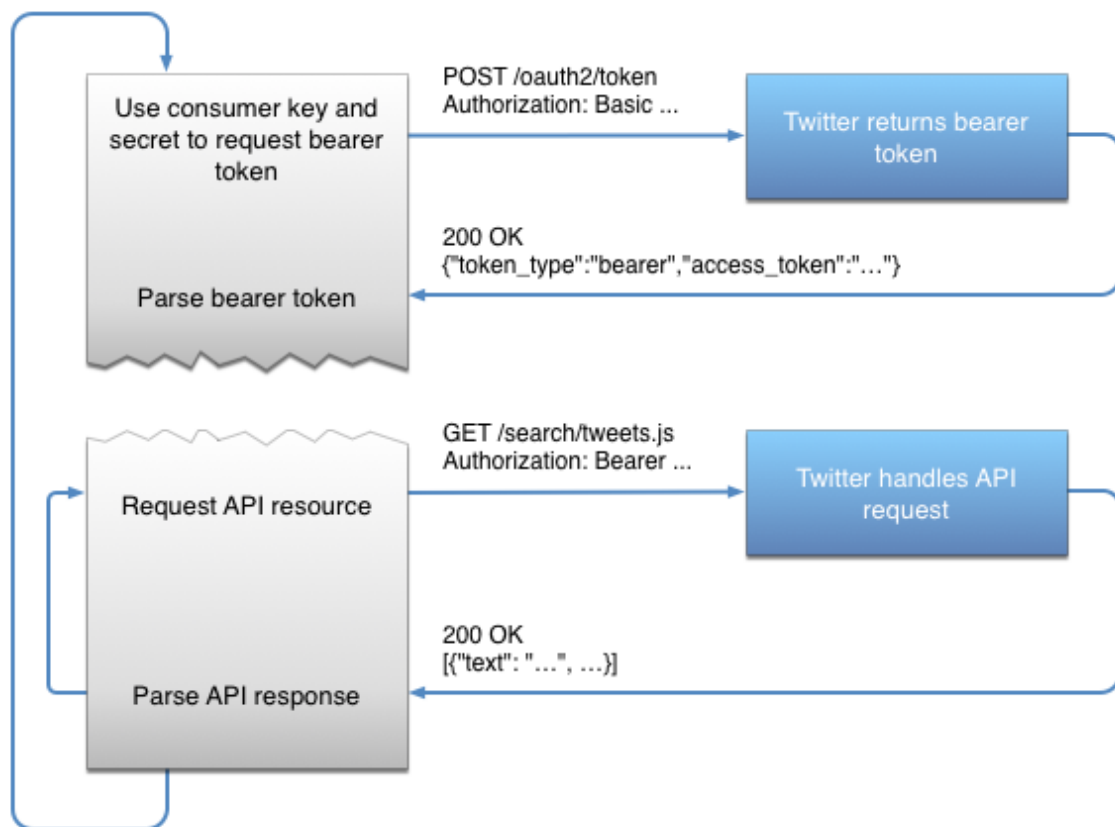 Use consumer key and
secret to request bearer
token
POST /oauth2/token
Authorization: Basic ...
Twitter returns bearer
token
200 OK
{"token_type":"bearer","access_token":"…"}
Parse bearer token
GET /search/tweets.js
Authorization: Bearer ...
Request API resource
Twitter handles API
request
200 OK
[{"text": "…", …}]
Parse API response